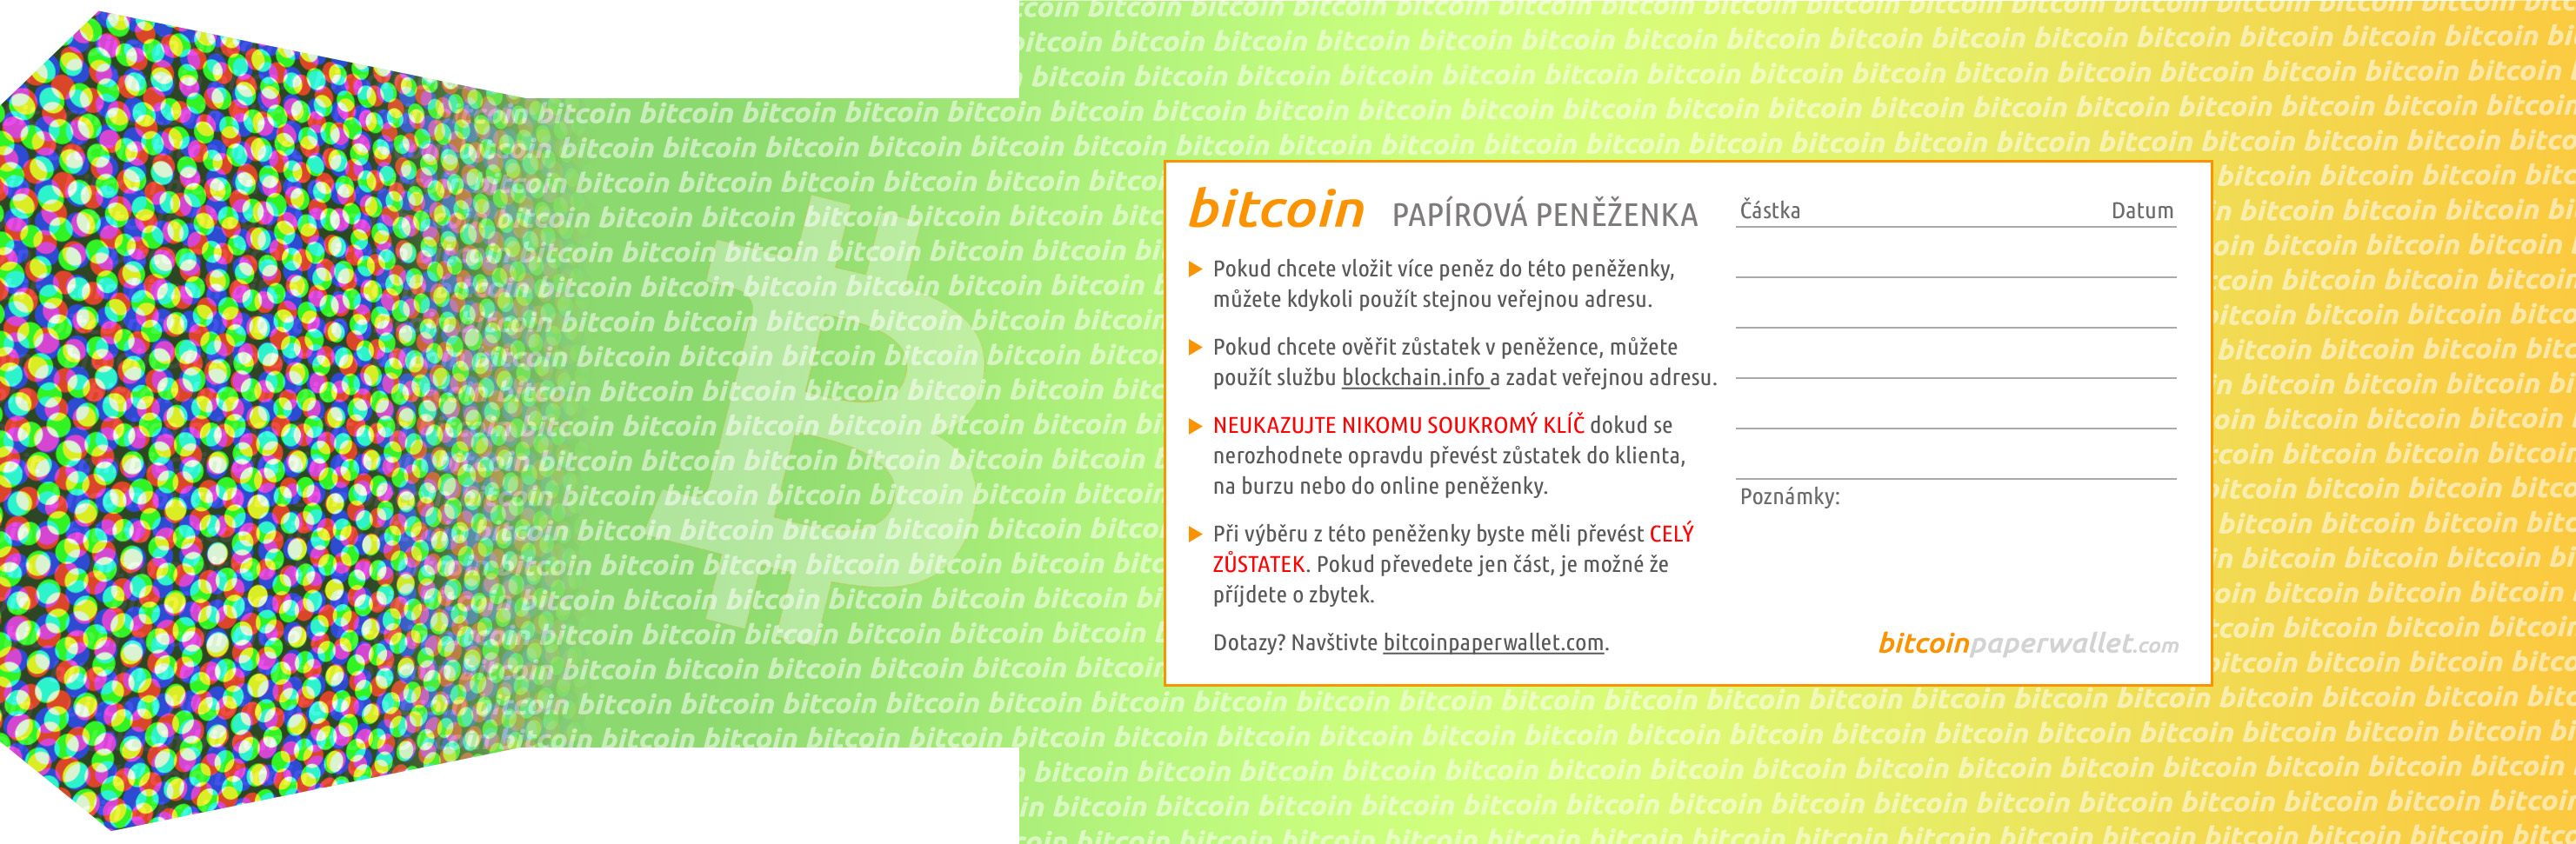 bitcoin PAPÍROVÁ PENĚŽENKA
Pokud chcete vložit více peněz do této peněženky,
můžete kdykoli použít stejnou veřejnou adresu.
Pokud chcete ověřit zůstatek v peněžence, můžete
použít službu blockchain.info a zadat veřejnou adresu.
NEUKAZUJTE NIKOMU SOUKROMÝ KLÍČ dokud se
nerozhodnete opravdu převést zůstatek do klienta,
na burzu nebo do online peněženky.
Při výběru z této peněženky byste měli převést CELÝ
ZŮSTATEK. Pokud převedete jen část, je možné že
příjdete o zbytek.
Dotazy? Navštivte bitcoinpaperwallet.com.
Částka Datum
Poznámky:
bitcoinpaperwallet.com